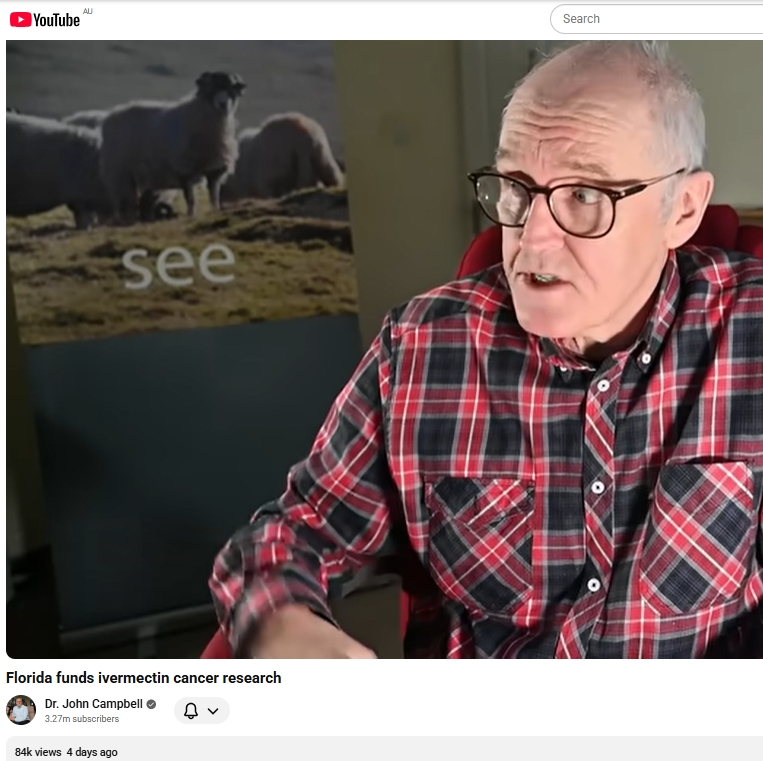 YouTube AU
Search
see
Florida funds ivermectin cancer research
Dr. John Campbell
3.27m subscribers
84k views 4 days ago